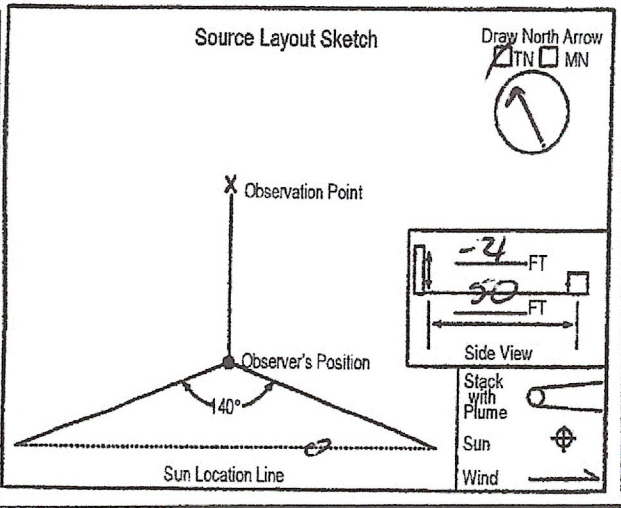 Source Layout Sketch
Draw North Arrow
TN MN
X Observation Point
FT
50
FT
Side View
Observer's Position
140°
Sun Location Line
Stack
with
Plume
Sun
Wind